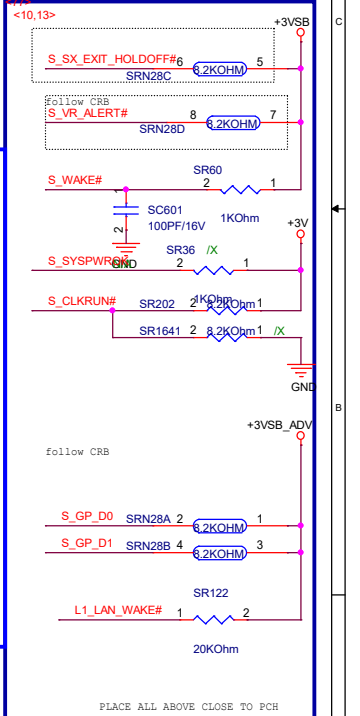 <10,13>
+3VSB
C
S_SX_EXIT_HOLDOFF# 6 8.2KOHM 5
SRN28C
follow CRB
S_VR_ALERT# 8 8.2KOHM 7
SRN28D
SR60
S_WAKE# 2 1
1 SC601 1KOhm
100PF/16V
2
+3V
GND SR36 /X
S_SYSPWROK 2 1
1KOhm
S_CLKRUN# SR202 2 8.2KOhm 1
SR1641 2 8.2KOhm 1 /X
GND
B
+3VSB_ADV
follow CRB
S_GP_D0 SRN28A 2 8.2KOHM 1
S_GP_D1 SRN28B 4 8.2KOHM 3
SR122
L1_LAN_WAKE# 1 2
20KOhm
PLACE ALL ABOVE CLOSE TO PCH